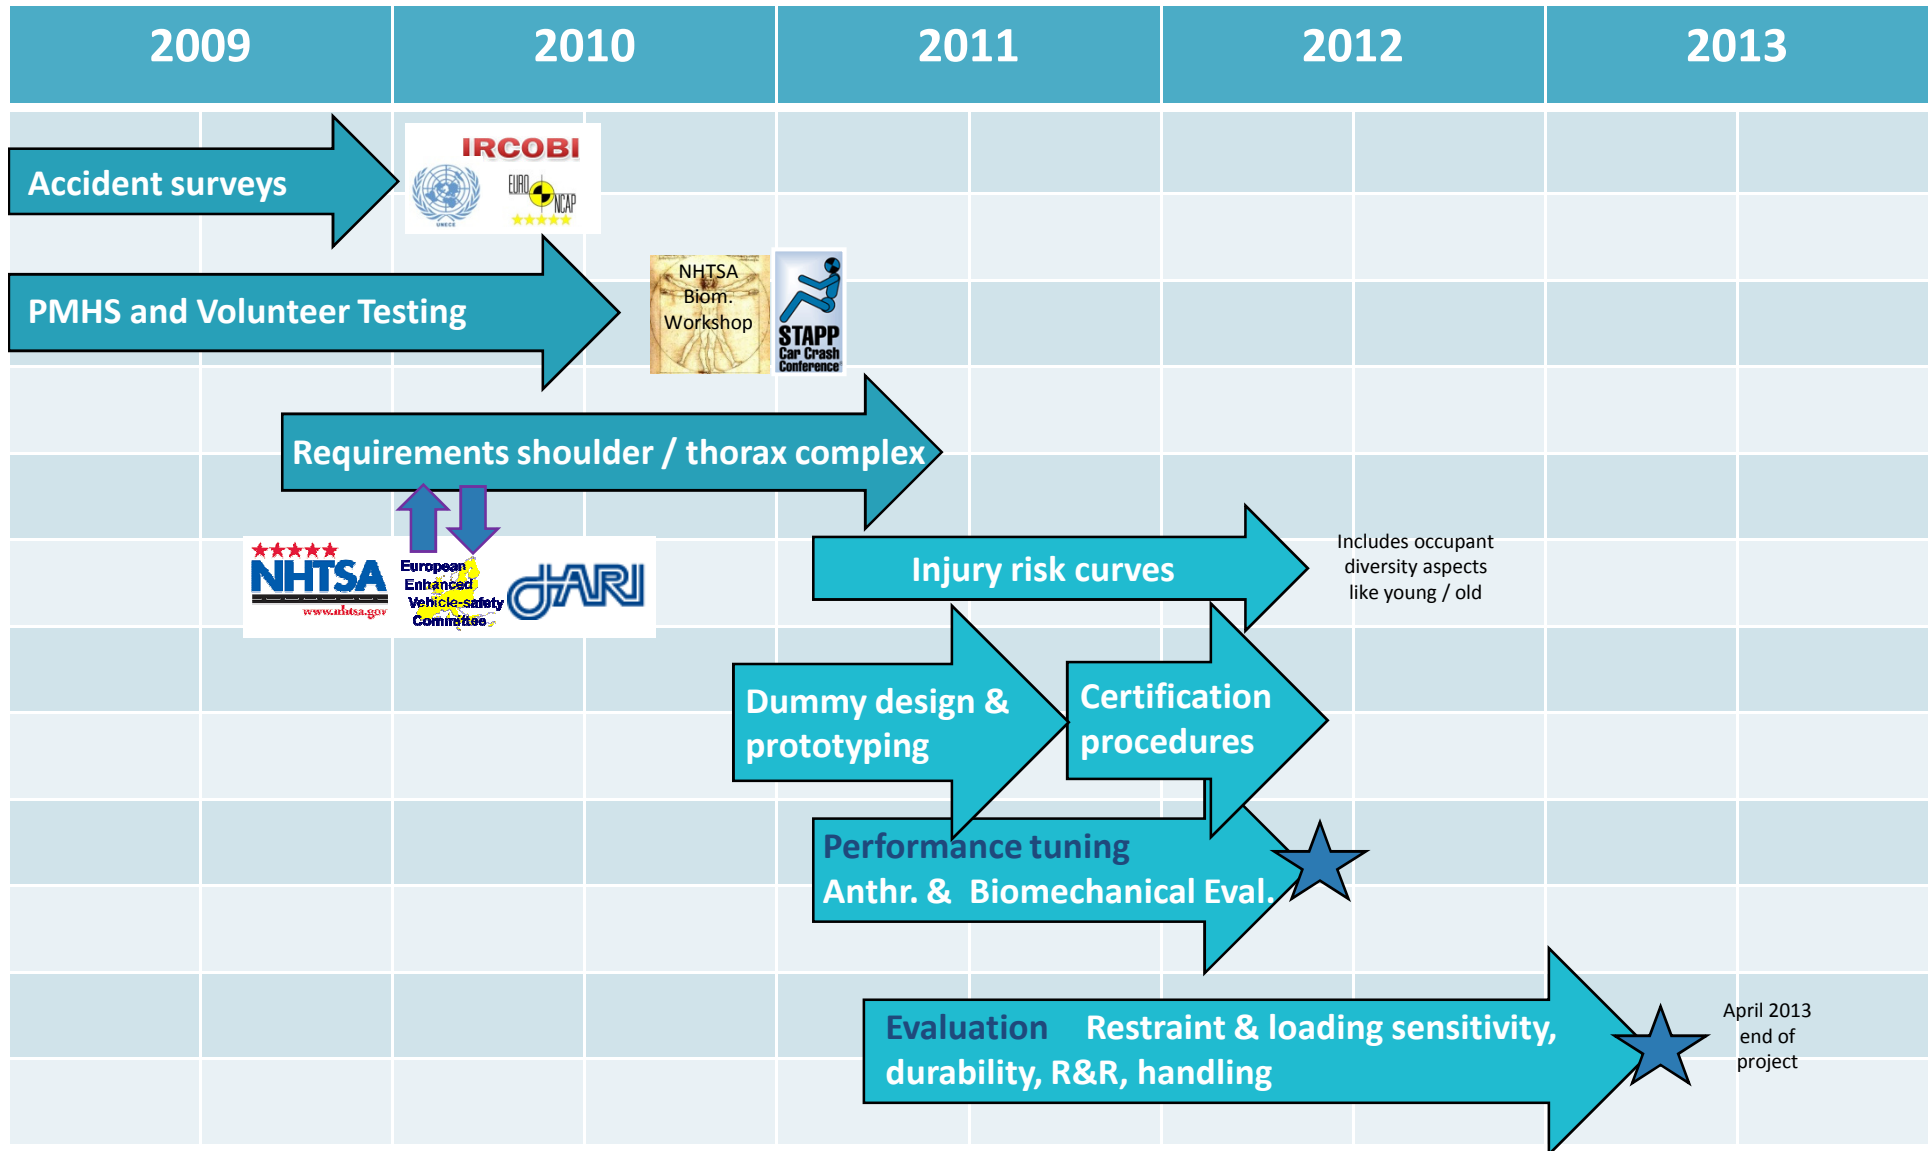 2009 2010 2011 2012 2013
Accident surveys
IRCOBI
UNECE
EURO
NCAP
PMHS and Volunteer Testing
NHTSA
Biom.
Workshop
STAPP
Car Crash
Conference
Requirements shoulder / thorax complex
NHTSA
www.nhtsa.gov
European
Enhanced
Vehicle-safety
Committee
JARI
Injury risk curves
Includes occupant
diversity aspects
like young / old
Dummy design &
prototyping
Certification
procedures
Performance tuning
Anthr. & Biomechanical Eval.
Evaluation Restraint & loading sensitivity,
durability, R&R, handling
April 2013
end of
project